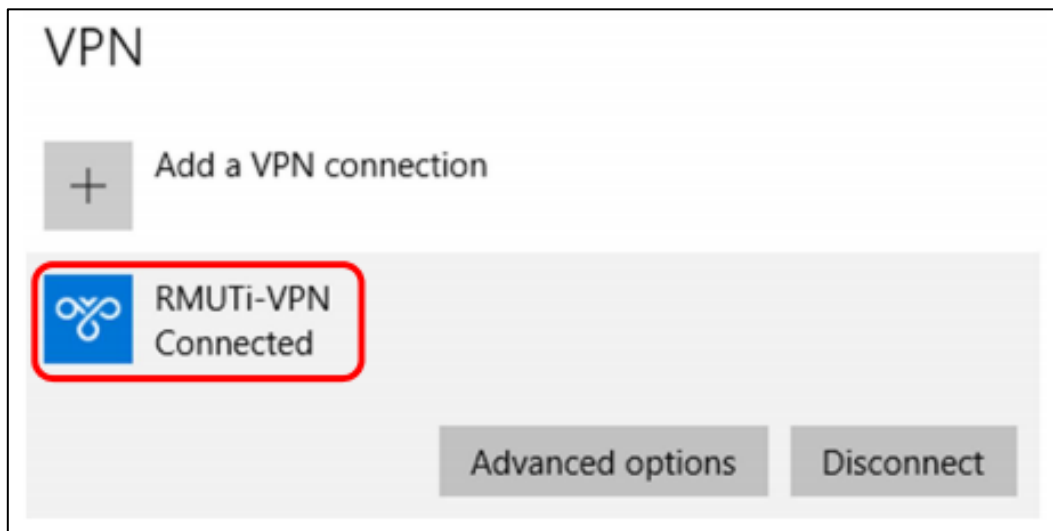 VPN
Add a VPN connection
RMUTi-VPN
Connected
Advanced options
Disconnect